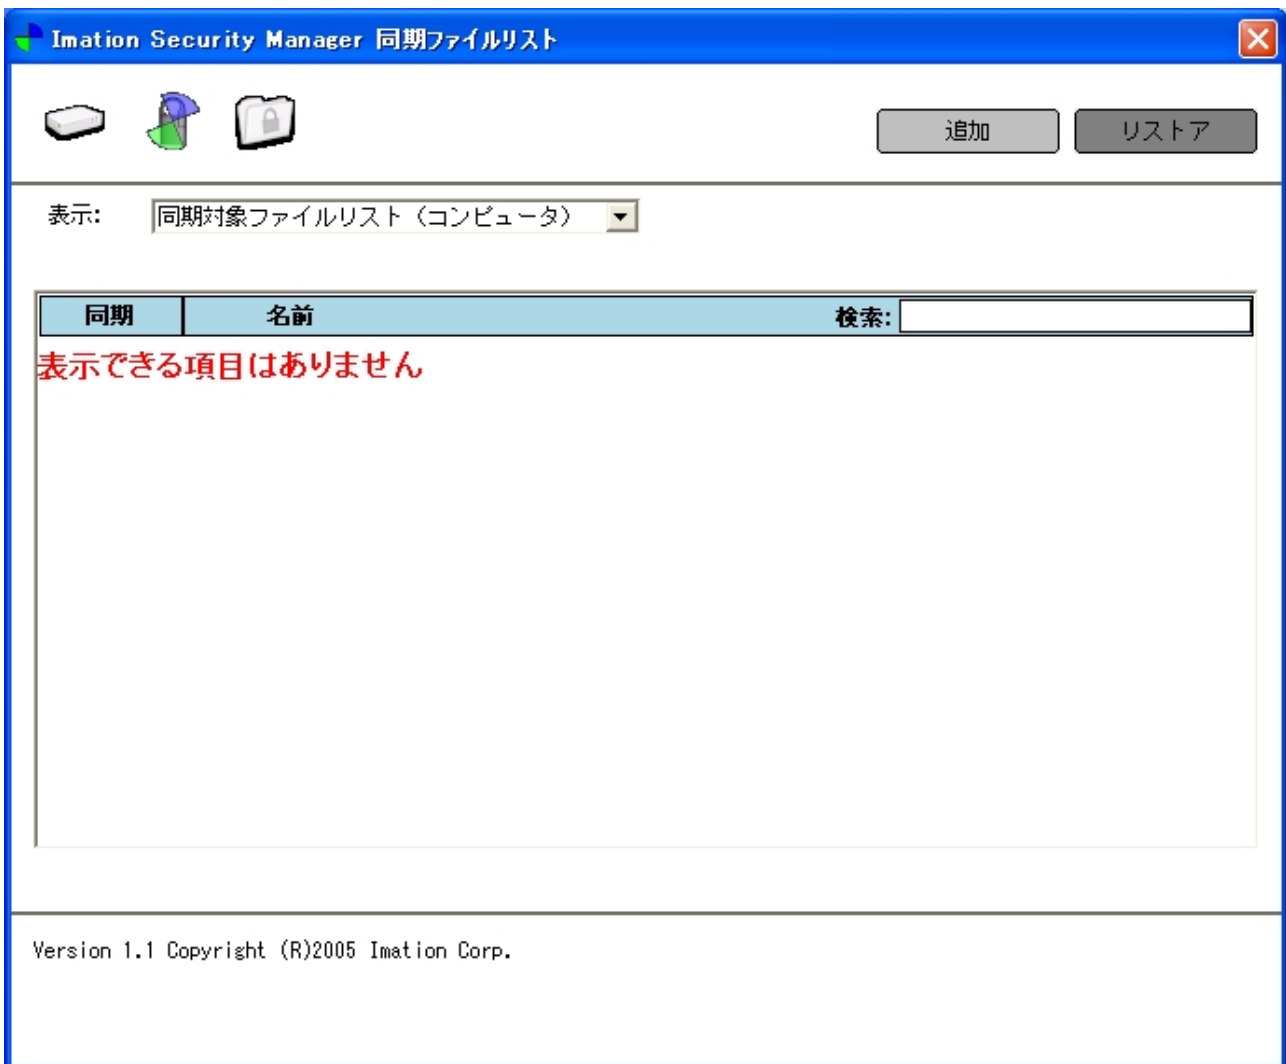 Imation Security Manager 同期ファイルリスト
追加 リストア
表示: 同期対象ファイルリスト（コンピュータ）
同期 名前 検索:
表示できる項目はありません
Version 1.1 Copyright (R)2005 Imation Corp.